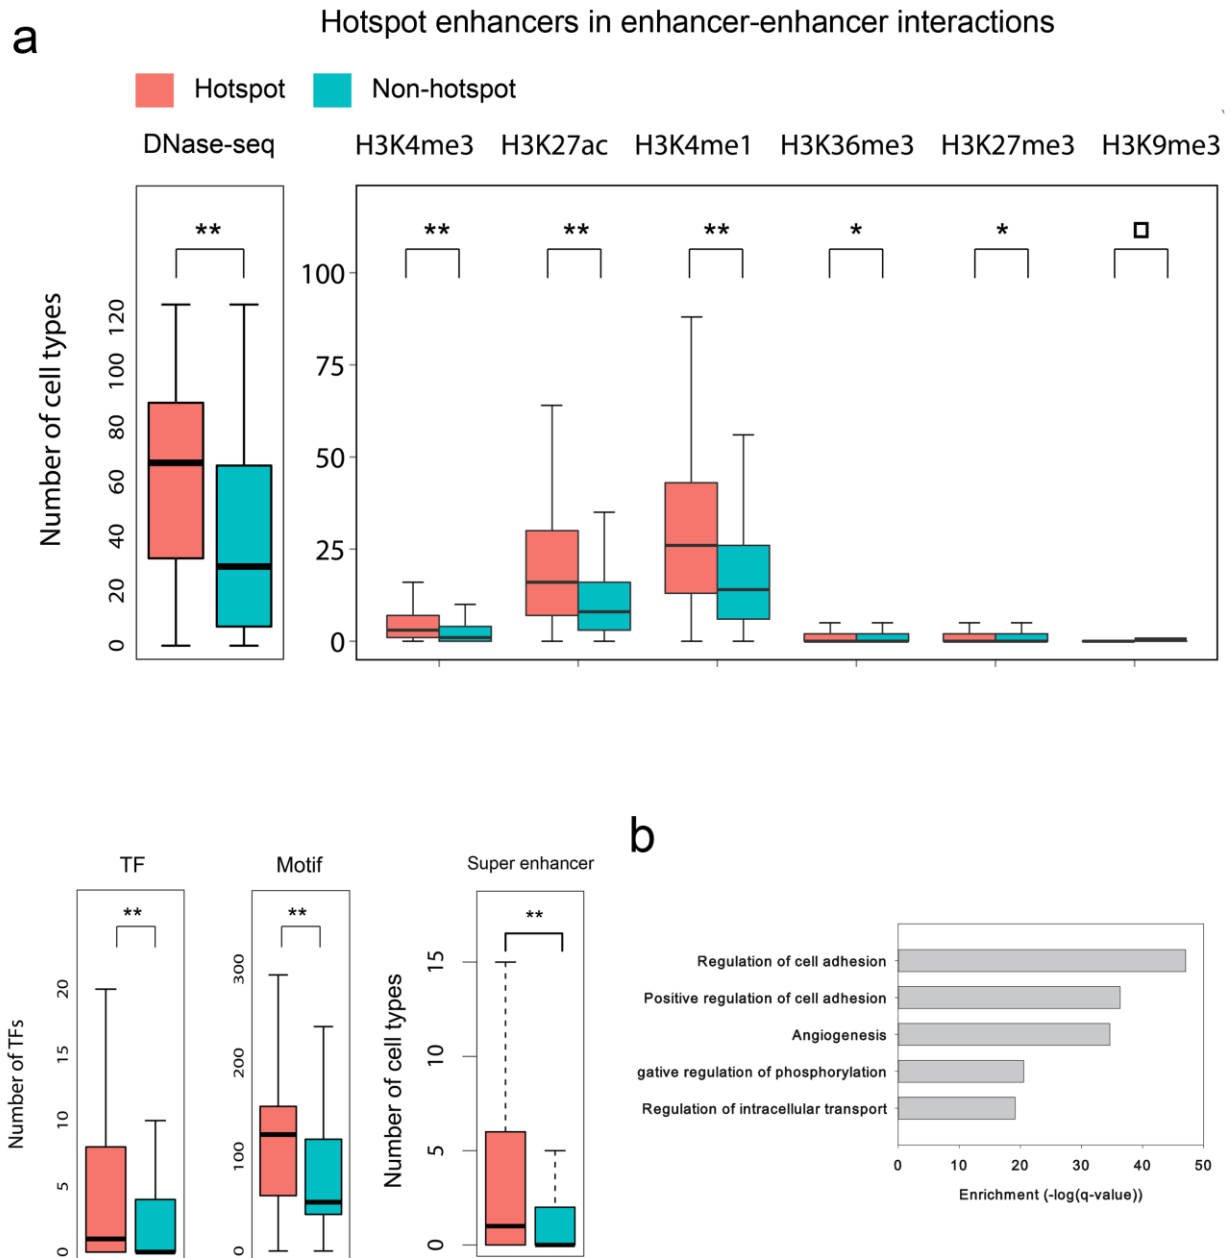 a
Hotspot enhancers in enhancer-enhancer interactions
Hotspot Non-hotspot
DNase-seq H3K4me3 H3K27ac H3K4me1 H3K36me3 H3K27me3 H3K9me3
** ** ** ** * *
Number of cell types
120
100
80
60
40
20
0
100
75
50
25
0
b
TF Motif Super enhancer
** ** **
Number of TFs
20
15
10
5
0
300
200
100
0
Number of cell types
15
10
5
0
Regulation of cell adhesion
Positive regulation of cell adhesion
Angiogenesis
gative regulation of phosphorylation
Regulation of intracellular transport
0 10 20 30 40 50
Enrichment (-log(q-value))